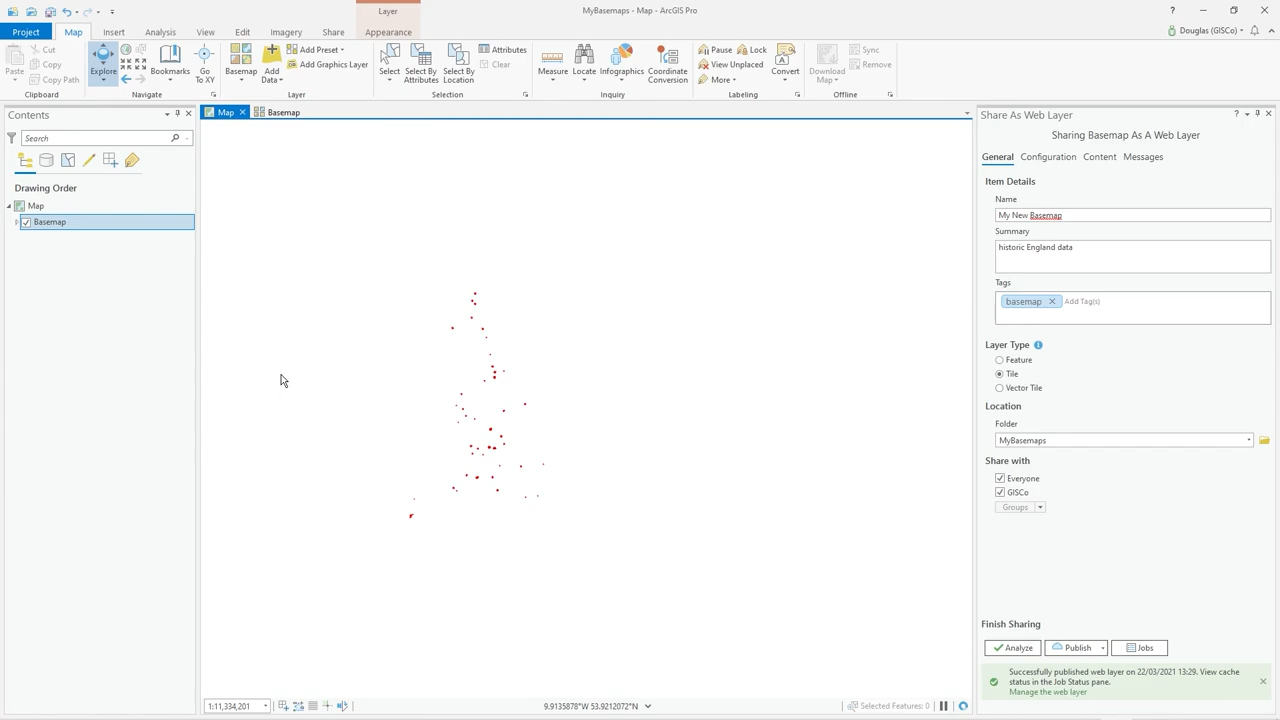 Layer
MyBasemaps - Map - ArcGIS Pro
?
Project
Map
Insert
Analysis
View
Edit
Imagery
Share
Appearance
Douglas (GISCo)
Paste
Cut
Copy
Copy Path
Clipboard
Explore
Bookmarks
Go
To XY
Navigate
Basemap
Add
Data
Add Preset
Add Graphics Layer
Layer
Select
Select By
Attributes
Select By
Location
Attributes
Clear
Selection
Measure
Locate
Infographics
Coordinate
Conversion
Inquiry
Pause
Lock
View Unplaced
More
Convert
Labeling
Download
Map
Sync
Remove
Offline
Contents
Search
Drawing Order
Map
Basemap
Map
Basemap
1:11,334,201
9.9135878°W 53.9212072°N
Selected Features: 0
Share As Web Layer
?
Sharing Basemap As A Web Layer
General
Configuration
Content
Messages
Item Details
Name
My New Basemap
Summary
historic England data
Tags
basemap
Add Tag(s)
Layer Type
Feature
Tile
Vector Tile
Location
Folder
MyBasemaps
Share with
Everyone
GISCo
Groups
Finish Sharing
Analyze
Publish
Jobs
Successfully published web layer on 22/03/2021 13:29. View cache
status in the Job Status pane.
Manage the web layer